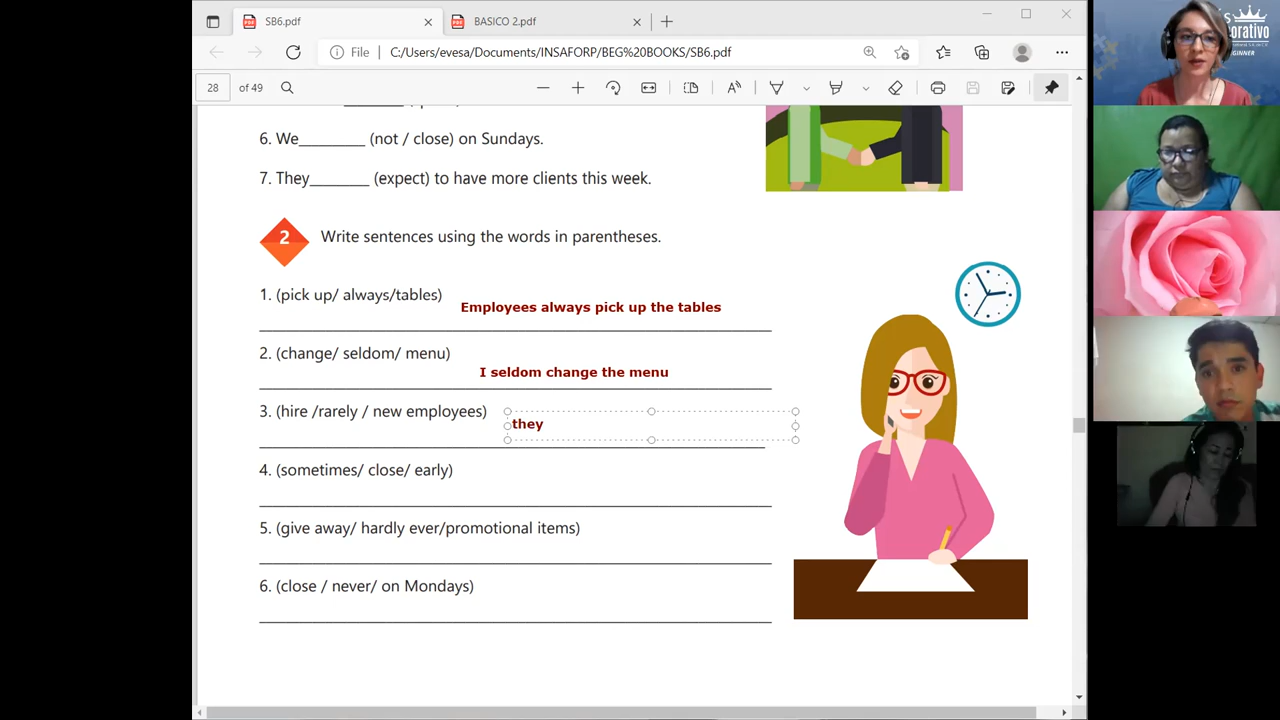 SB6.pdf
BASICO 2.pdf
File
C:/Users/evesa/Documents/INSAFORP/BEG%20BOOKS/SB6.pdf
28 of 49
6. We________ (not / close) on Sundays.
7. They_______ (expect) to have more clients this week.
2 Write sentences using the words in parentheses.
1. (pick up/ always/tables)
Employees always pick up the tables
2. (change/ seldom/ menu)
I seldom change the menu
3. (hire /rarely / new employees)
they
4. (sometimes/ close/ early)
5. (give away/ hardly ever/promotional items)
6. (close / never/ on Mondays)